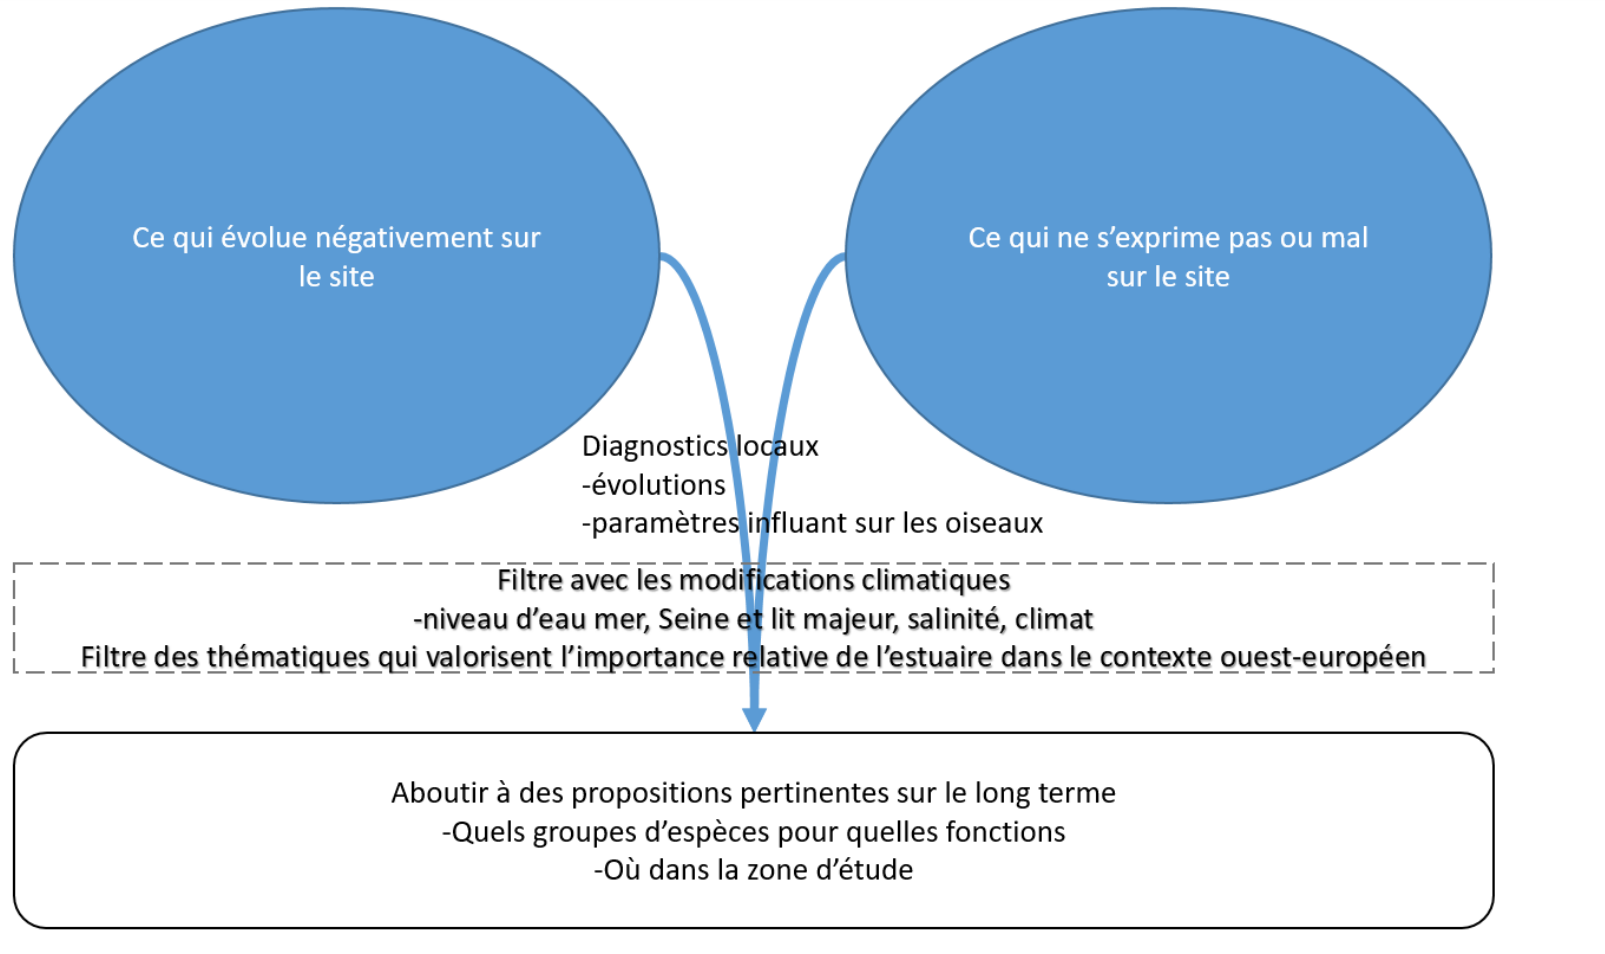 Ce qui évolue négativement sur
le site
Ce qui ne s’exprime pas ou mal
sur le site
Diagnostics locaux
-évolutions
-paramètres influant sur les oiseaux
Filtre avec les modifications climatiques
-niveau d’eau mer, Seine et lit majeur, salinité, climat
Filtre des thématiques qui valorisent l’importance relative de l’estuaire dans le contexte ouest-européen
Aboutir à des propositions pertinentes sur le long terme
-Quels groupes d’espèces pour quelles fonctions
-Où dans la zone d’étude